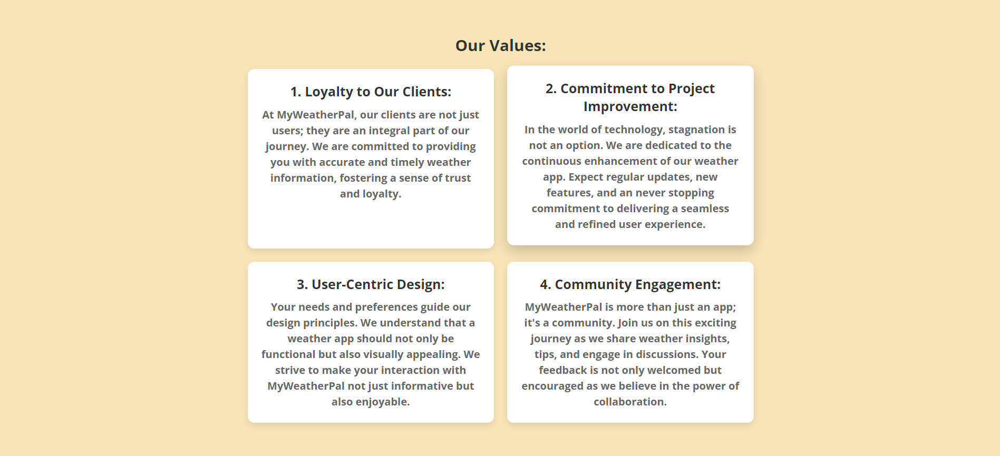 Our Values:
1. Loyalty to Our Clients:
At MyWeatherPal, our clients are not just
users; they are an integral part of our
journey. We are committed to providing
you with accurate and timely weather
information, fostering a sense of trust
and loyalty.
2. Commitment to Project
Improvement:
In the world of technology, stagnation is
not an option. We are dedicated to the
continuous enhancement of our weather
app. Expect regular updates, new
features, and an never stopping
commitment to delivering a seamless
and refined user experience.
3. User-Centric Design:
Your needs and preferences guide our
design principles. We understand that a
weather app should not only be
functional but also visually appealing. We
strive to make your interaction with
MyWeatherPal not just informative but
also enjoyable.
4. Community Engagement:
MyWeatherPal is more than just an app;
it's a community. Join us on this exciting
journey as we share weather insights,
tips, and engage in discussions. Your
feedback is not only welcomed but
encouraged as we believe in the power of
collaboration.